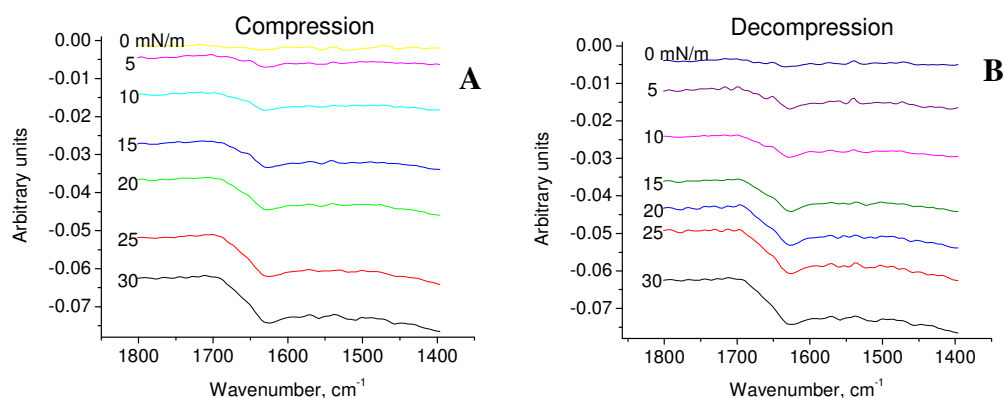 Compression
0.00
-0.01
-0.02
-0.03
-0.04
-0.05
-0.06
-0.07
0 mN/m
5
10
15
20
25
30
A
Arbitrary units
1800 1700 1600 1500 1400
Wavenumber, cm⁻¹
Decompression
0.00
-0.01
-0.02
-0.03
-0.04
-0.05
-0.06
-0.07
0 mN/m
5
10
15
20
25
30
B
Arbitrary units
1800 1700 1600 1500 1400
Wavenumber, cm⁻¹